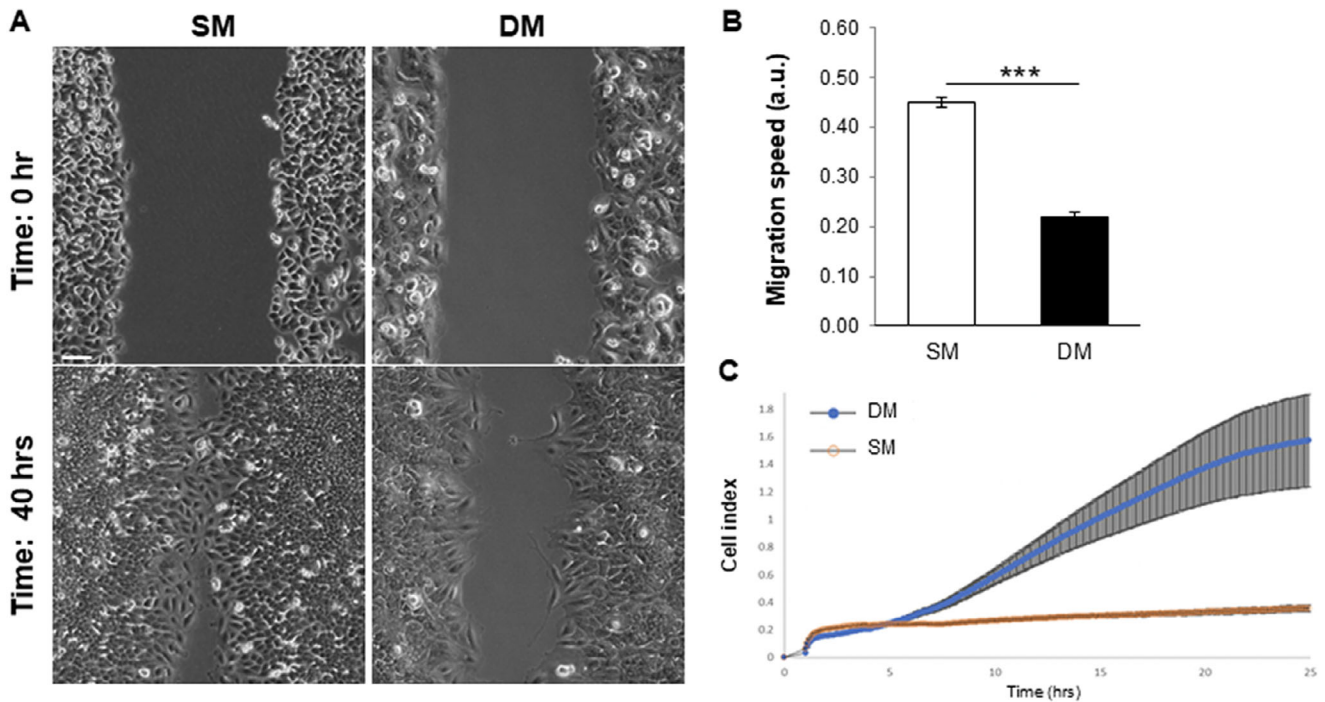 A
SM
DM
Time: 0 hr
Time: 40 hrs
B
Migration speed (a.u.)
0.60
0.50
0.40
0.30
0.20
0.10
0.00
***
SM
DM
C
DM
SM
Cell index
1.8
1.6
1.4
1.2
1
0.8
0.6
0.4
0.2
0
0
5
10
15
20
25
Time (hrs)